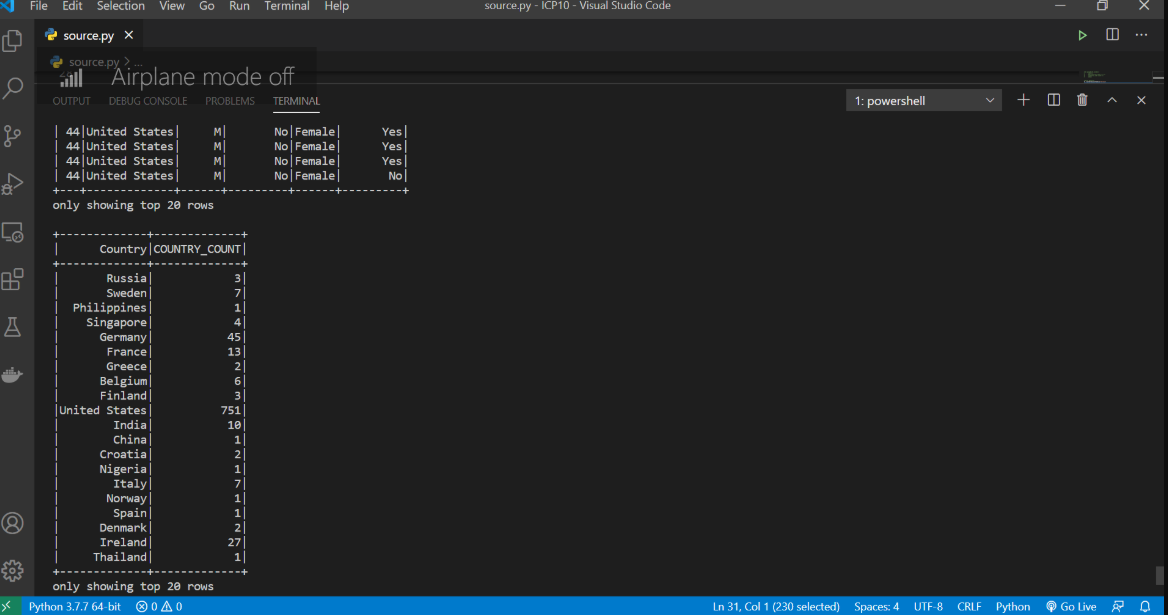 File Edit Selection View Go Run Terminal Help source.py - ICP10 - Visual Studio Code
source.py
source.py > ...
Airplane mode off
OUTPUT DEBUG CONSOLE PROBLEMS TERMINAL 1: powershell
| 44|United States| M| No|Female| Yes|
| 44|United States| M| No|Female| Yes|
| 44|United States| M| No|Female| Yes|
| 44|United States| M| No|Female| No|
+---+-------------+------+---------+------+---------+
only showing top 20 rows
+-------------+-------------+
| Country|COUNTRY_COUNT|
+-------------+-------------+
| Russia| 3|
| Sweden| 7|
| Philippines| 1|
| Singapore| 4|
| Germany| 45|
| France| 13|
| Greece| 2|
| Belgium| 6|
| Finland| 3|
|United States| 751|
| India| 10|
| China| 1|
| Croatia| 2|
| Nigeria| 1|
| Italy| 7|
| Norway| 1|
| Spain| 1|
| Denmark| 2|
| Ireland| 27|
| Thailand| 1|
+-------------+-------------+
only showing top 20 rows
Python 3.7.7 64-bit 0 0 Ln 31, Col 1 (230 selected) Spaces: 4 UTF-8 CRLF Python Go Live